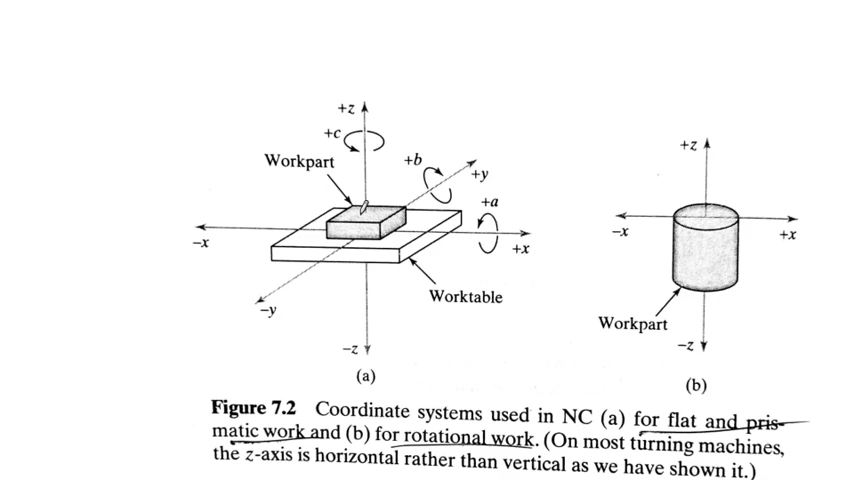 +z
+c
Workpart
+b
+y
+a
−x
+x
Worktable
−y
−z
(a)
+z
−x
+x
Workpart
−z
(b)
Figure 7.2 Coordinate systems used in NC (a) for flat and pris-
matic work and (b) for rotational work. (On most turning machines,
the z-axis is horizontal rather than vertical as we have shown it.)